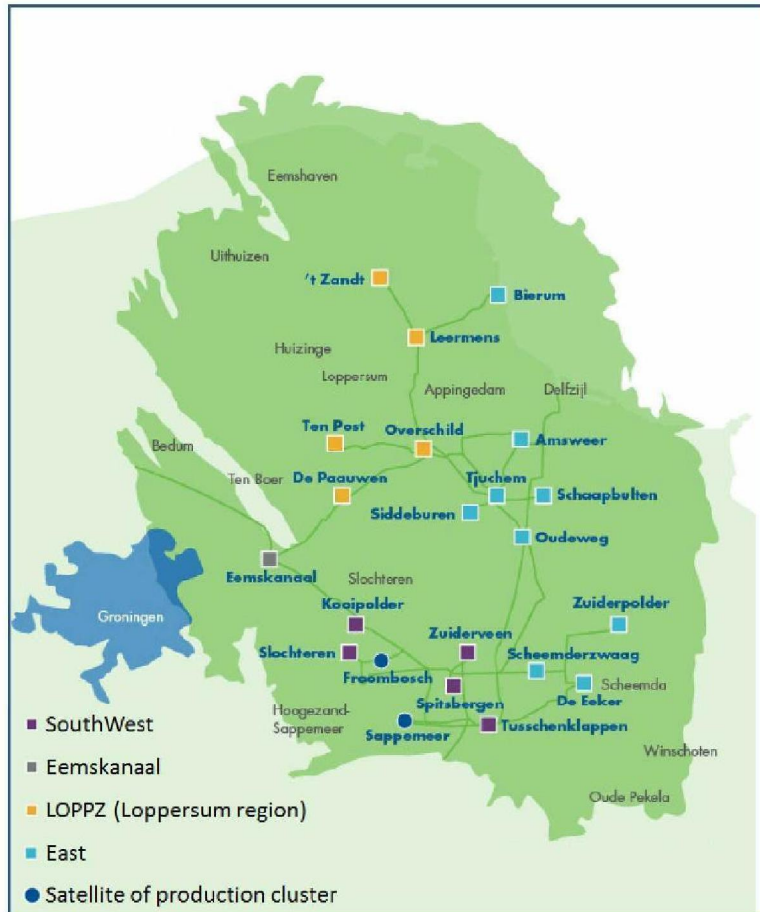 Eemshaven
Uithuizen
't Zandt
Bierum
Leermens
Huizinge
Loppersum
Appingedam
Delfzijl
Ten Post
Overschild
Amsweer
Bedum
Ten Boer
De Paauwen
Tjuchem
Schaapbulten
Siddeburen
Oudeweg
Eemskanaal
Slochteren
Groningen
Kooipolder
Zuiderpolder
Zuiderveen
Slochteren
Scheemderzwaag
Froombosch
Scheemda
De Eeker
Spitsbergen
Hoogezand-
Sappemeer
Sappemeer
Tusschenklappen
Winschoten
Oude Pekela
SouthWest
Eemskanaal
LOPPZ (Loppersum region)
East
Satellite of production cluster